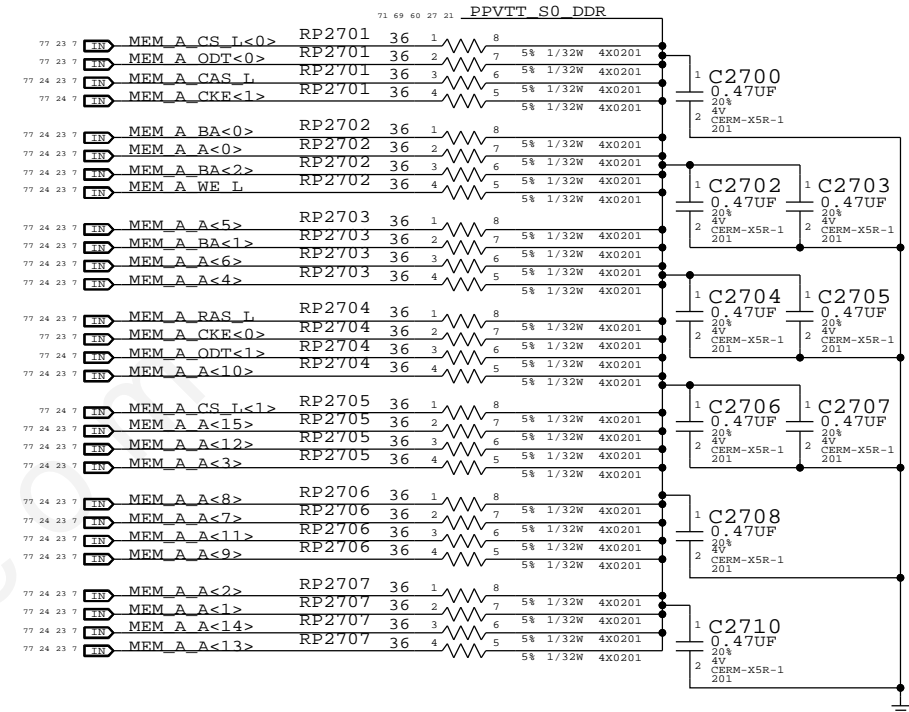 71 69 60 27 21 PPVTT_S0_DDR
77 23 7 IN MEM_A_CS_L<0> RP2701 36 1 8 5% 1/32W 4X0201
77 23 7 IN MEM_A_ODT<0> RP2701 36 2 7 5% 1/32W 4X0201
77 24 23 7 IN MEM_A_CAS_L RP2701 36 3 6 5% 1/32W 4X0201
77 24 7 IN MEM_A_CKE<1> RP2701 36 4 5 5% 1/32W 4X0201
77 24 23 7 IN MEM_A_BA<0> RP2702 36 1 8 5% 1/32W 4X0201
77 24 23 7 IN MEM_A_A<0> RP2702 36 2 7 5% 1/32W 4X0201
77 24 23 7 IN MEM_A_BA<2> RP2702 36 3 6 5% 1/32W 4X0201
77 24 23 7 IN MEM_A_WE_L RP2702 36 4 5 5% 1/32W 4X0201
77 24 23 7 IN MEM_A_A<5> RP2703 36 1 8 5% 1/32W 4X0201
77 24 23 7 IN MEM_A_BA<1> RP2703 36 2 7 5% 1/32W 4X0201
77 24 23 7 IN MEM_A_A<6> RP2703 36 3 6 5% 1/32W 4X0201
77 24 23 7 IN MEM_A_A<4> RP2703 36 4 5 5% 1/32W 4X0201
77 24 23 7 IN MEM_A_RAS_L RP2704 36 1 8 5% 1/32W 4X0201
77 23 7 IN MEM_A_CKE<0> RP2704 36 2 7 5% 1/32W 4X0201
77 24 7 IN MEM_A_ODT<1> RP2704 36 3 6 5% 1/32W 4X0201
77 24 23 7 IN MEM_A_A<10> RP2704 36 4 5 5% 1/32W 4X0201
77 24 7 IN MEM_A_CS_L<1> RP2705 36 1 8 5% 1/32W 4X0201
77 24 23 7 IN MEM_A_A<15> RP2705 36 2 7 5% 1/32W 4X0201
77 24 23 7 IN MEM_A_A<12> RP2705 36 3 6 5% 1/32W 4X0201
77 24 23 7 IN MEM_A_A<3> RP2705 36 4 5 5% 1/32W 4X0201
77 24 23 7 IN MEM_A_A<8> RP2706 36 1 8 5% 1/32W 4X0201
77 24 23 7 IN MEM_A_A<7> RP2706 36 2 7 5% 1/32W 4X0201
77 24 23 7 IN MEM_A_A<11> RP2706 36 3 6 5% 1/32W 4X0201
77 24 23 7 IN MEM_A_A<9> RP2706 36 4 5 5% 1/32W 4X0201
77 24 23 7 IN MEM_A_A<2> RP2707 36 1 8 5% 1/32W 4X0201
77 24 23 7 IN MEM_A_A<1> RP2707 36 2 7 5% 1/32W 4X0201
77 24 23 7 IN MEM_A_A<14> RP2707 36 3 6 5% 1/32W 4X0201
77 24 23 7 IN MEM_A_A<13> RP2707 36 4 5 5% 1/32W 4X0201
1 C2700
0.47UF
20%
4V
2 CERM-X5R-1
201
1 C2702 1 C2703
0.47UF 0.47UF
20% 20%
4V 4V
2 CERM-X5R-1 2 CERM-X5R-1
201 201
1 C2704 1 C2705
0.47UF 0.47UF
20% 20%
4V 4V
2 CERM-X5R-1 2 CERM-X5R-1
201 201
1 C2706 1 C2707
0.47UF 0.47UF
20% 20%
4V 4V
2 CERM-X5R-1 2 CERM-X5R-1
201 201
1 C2708
0.47UF
20%
4V
2 CERM-X5R-1
201
1 C2710
0.47UF
20%
4V
2 CERM-X5R-1
201